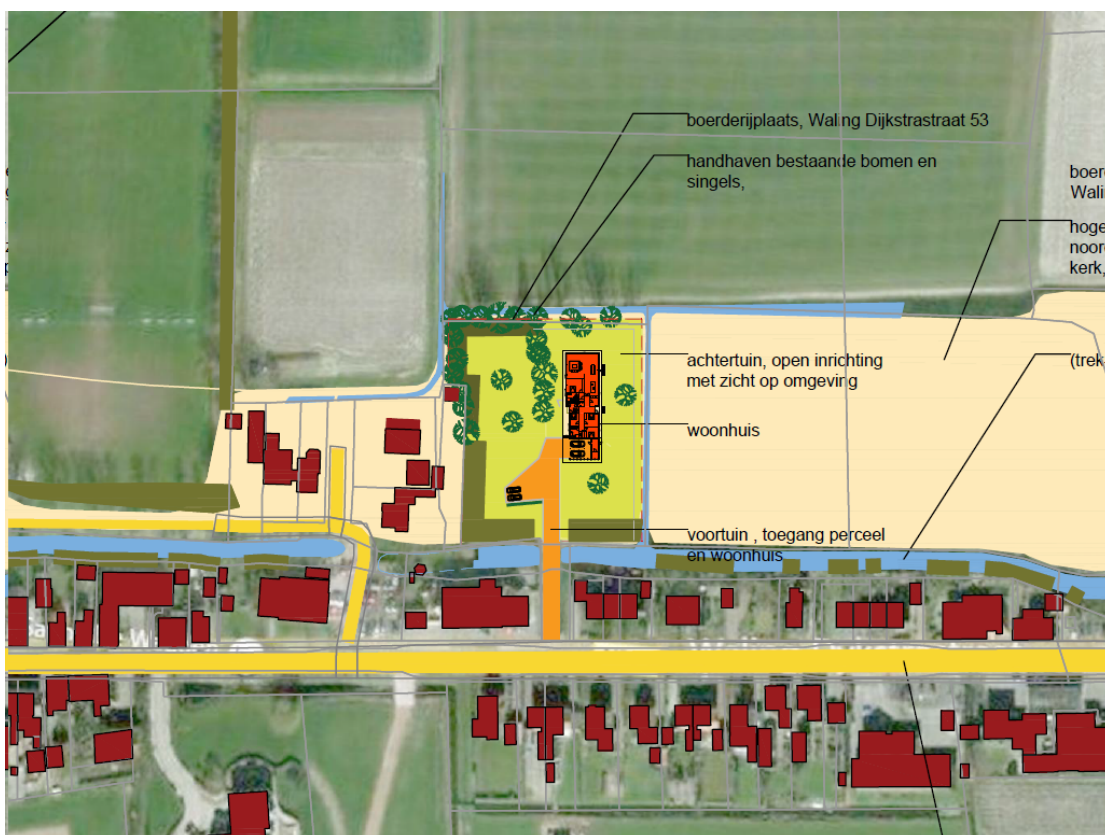 boerderijplaats, Waling Dijkstrastraat 53
handhaven bestaande bomen en
singels,
boer
Walin
hoge
noor
kerk,
achtertuin, open inrichting
met zicht op omgeving
(trek
woonhuis
voortuin , toegang perceel
en woonhuis